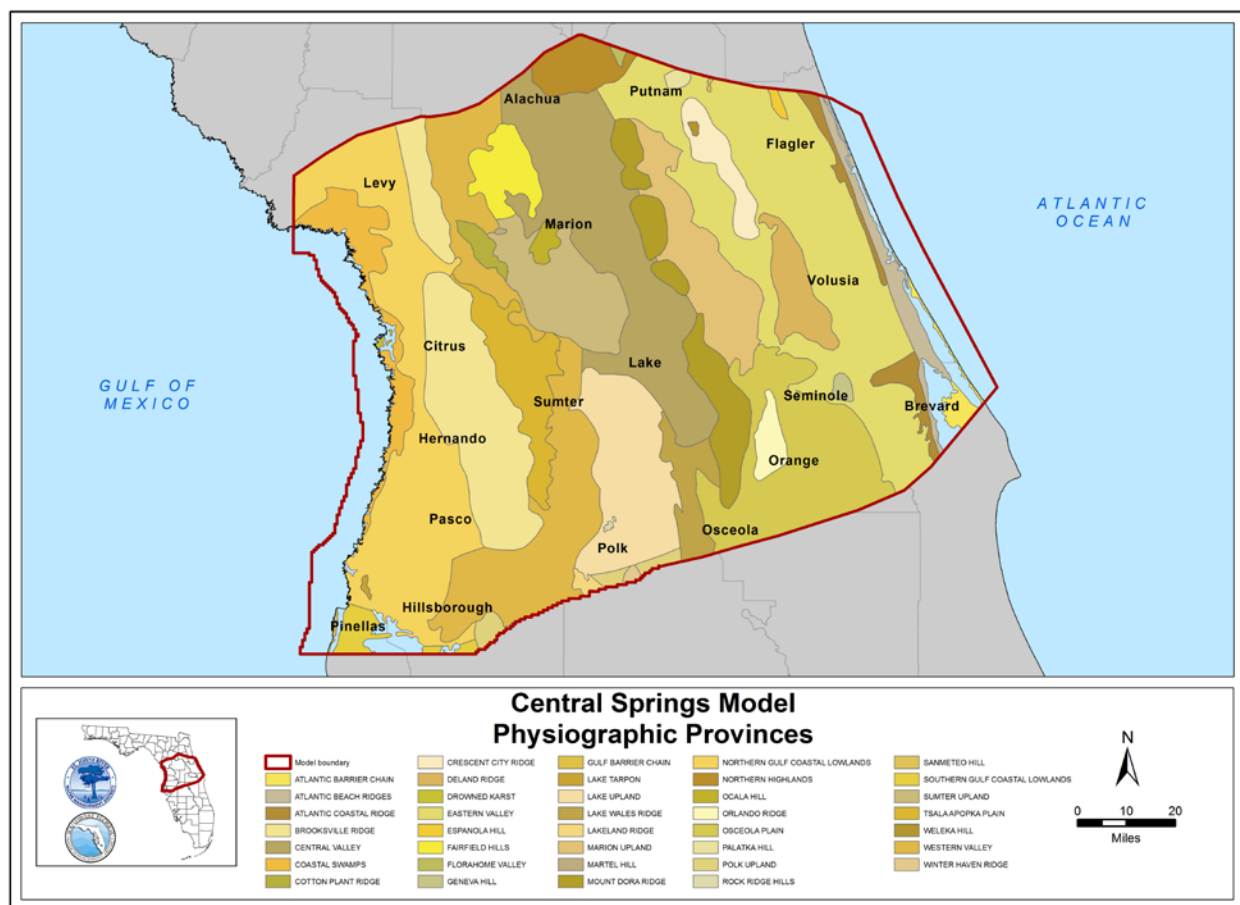 Putnam
Alachua
Flagler
Levy
ATLANTIC
OCEAN
Marion
Volusia
Citrus
Lake
GULF OF
MEXICO
Sumter
Seminole
Brevard
Hernando
Orange
Pasco
Osceola
Polk
Hillsborough
Pinellas
Central Springs Model
Physiographic Provinces
Model boundary
ATLANTIC BARRIER CHAIN
ATLANTIC BEACH RIDGES
ATLANTIC COASTAL RIDGE
BROOKSVILLE RIDGE
CENTRAL VALLEY
COASTAL SWAMPS
COTTON PLANT RIDGE
CRESCENT CITY RIDGE
DELAND RIDGE
DROWNED KARST
EASTERN VALLEY
ESPANOLA HILL
FAIRFIELD HILLS
FLORAHOME VALLEY
GENEVA HILL
GULF BARRIER CHAIN
LAKE TARPON
LAKE UPLAND
LAKE WALES RIDGE
LAKELAND RIDGE
MARION UPLAND
MARTEL HILL
MOUNT DORA RIDGE
NORTHERN GULF COASTAL LOWLANDS
NORTHERN HIGHLANDS
OCALA HILL
ORLANDO RIDGE
OSCEOLA PLAIN
PALATKA HILL
POLK UPLAND
ROCK RIDGE HILLS
SANMETEO HILL
SOUTHERN GULF COASTAL LOWLANDS
SUMTER UPLAND
TSALA APOPKA PLAIN
WELEKA HILL
WESTERN VALLEY
WINTER HAVEN RIDGE
N
0 10 20
Miles